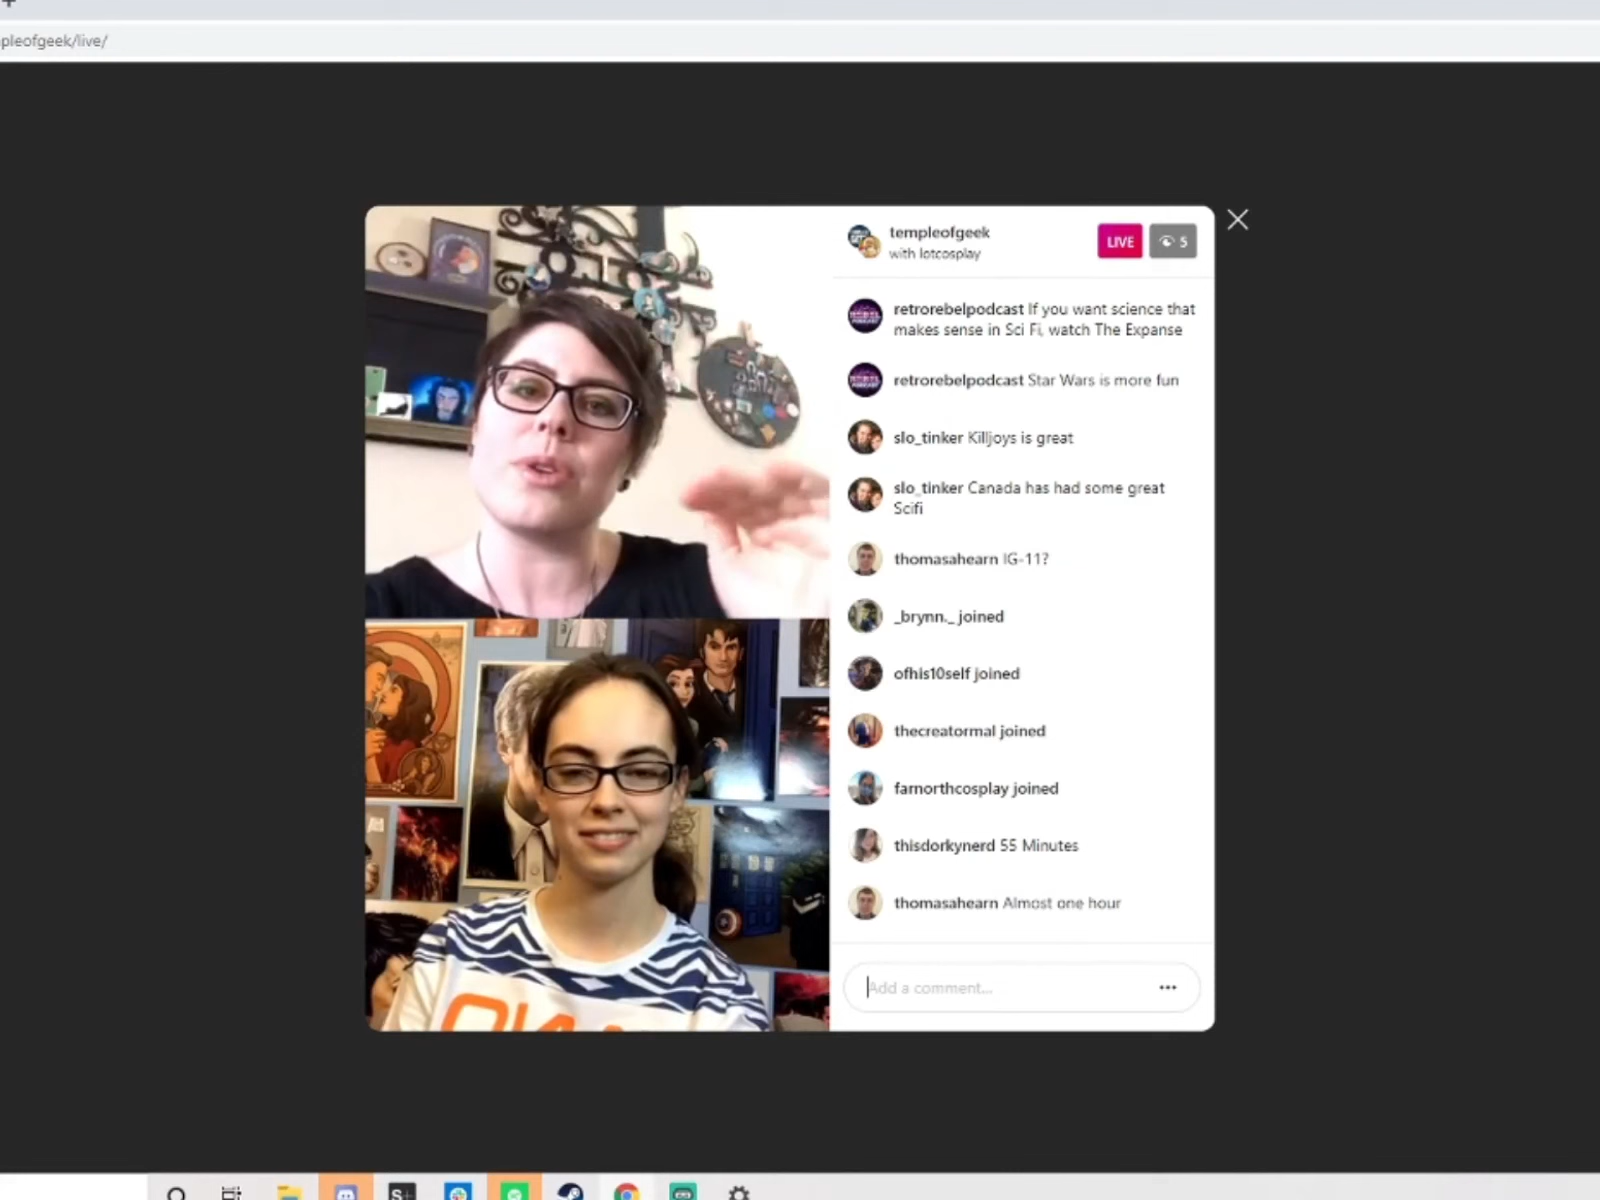 pleofgeek/live/
templeofgeek
with lotcosplay
LIVE
5
retrorebelpodcast If you want science that
makes sense in Sci Fi, watch The Expanse
retrorebelpodcast Star Wars is more fun
slo_tinker Killjoys is great
slo_tinker Canada has had some great
Scifi
thomasahearn IG-11?
_brynn._ joined
ofhis10self joined
thecreatormal joined
farnorthcosplay joined
thisdorkynerd 55 Minutes
thomasahearn Almost one hour
Add a comment...